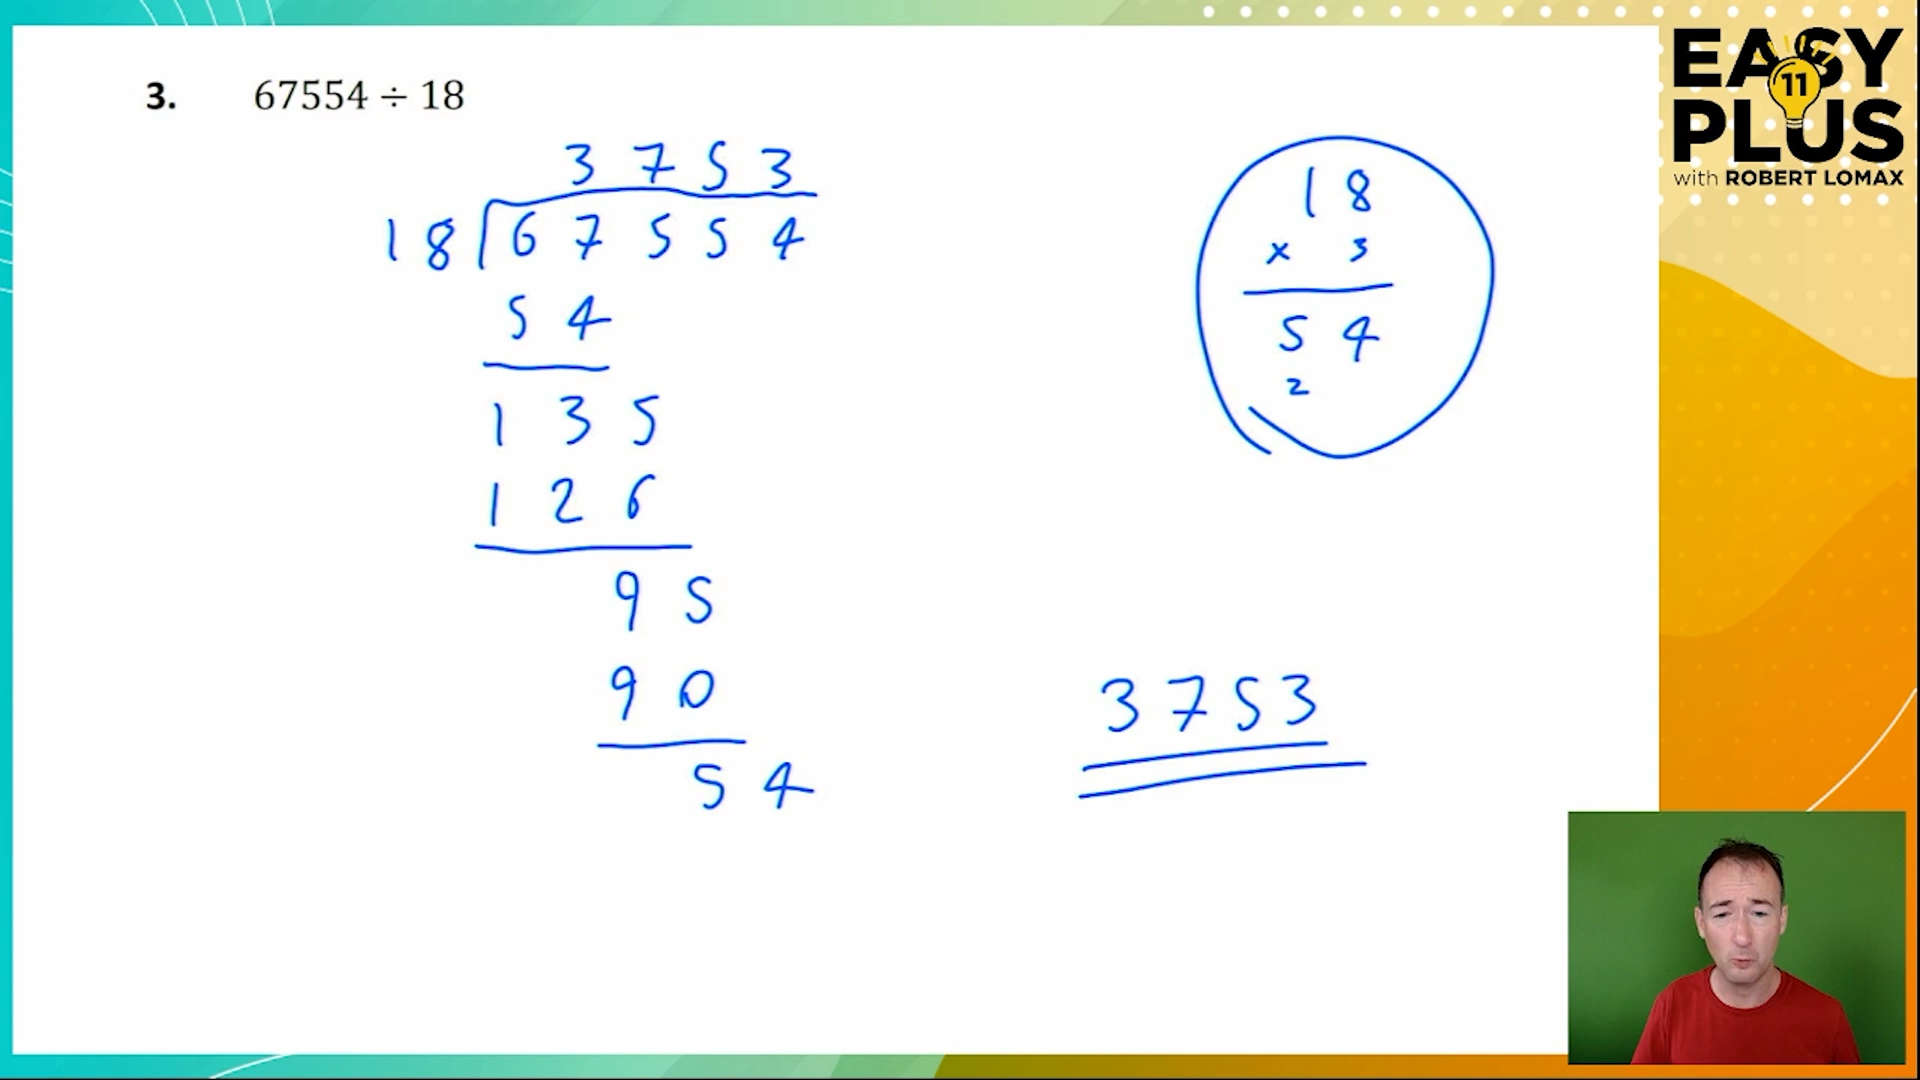 3. 67554 ÷ 18
3 7 5 3
18 6 7 5 5 4
5 4
1 3 5
1 2 6
9 5
9 0
5 4
1 8
× 3
5 4
2
3 7 5 3
EASY
11
PLUS
with ROBERT LOMAX